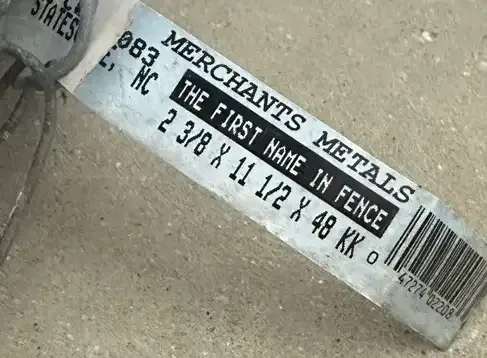 STATES
083
, NC
MERCHANTS METALS
THE FIRST NAME IN FENCE
2 3/8 X 11 1/2 X 48 KK
0 47274 02208